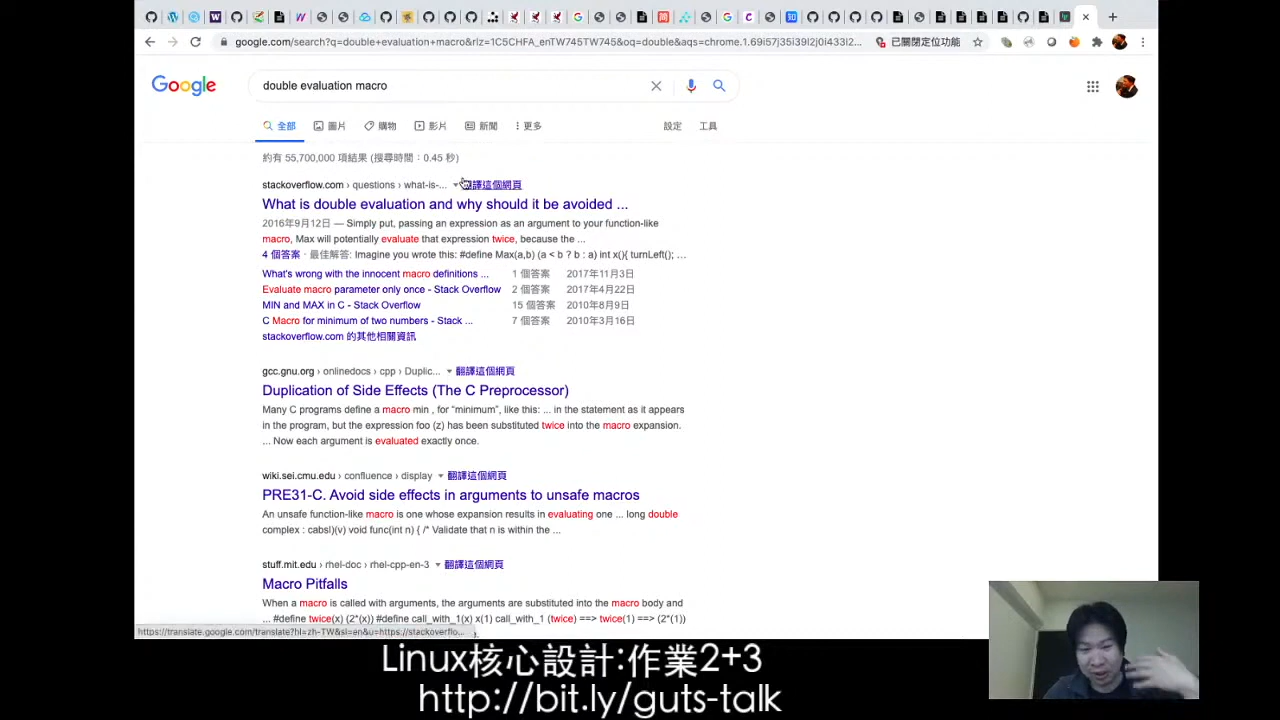 google.com/search?q=double+evaluation+macro&rlz=1C5CHFA_enTW745TW745&oq=double&aqs=chrome.1.69i57j35i39l2j0i433l2... 已關閉定位功能
Google
double evaluation macro
全部 圖片 購物 影片 新聞 更多 設定 工具
約有 55,700,000 項結果 (搜尋時間：0.45 秒)
stackoverflow.com › questions › what-is-... 翻譯這個網頁
What is double evaluation and why should it be avoided ...
2016年9月12日 — Simply put, passing an expression as an argument to your function-like
macro, Max will potentially evaluate that expression twice, because the ...
4 個答案 · 最佳解答: Imagine you wrote this: #define Max(a,b) (a < b ? b : a) int x(){ turnLeft(); ...
What's wrong with the innocent macro definitions ... 1 個答案 2017年11月3日
Evaluate macro parameter only once - Stack Overflow 2 個答案 2017年4月22日
MIN and MAX in C - Stack Overflow 15 個答案 2010年8月9日
C Macro for minimum of two numbers - Stack ... 7 個答案 2010年3月16日
stackoverflow.com 的其他相關資訊
gcc.gnu.org › onlinedocs › cpp › Duplic... 翻譯這個網頁
Duplication of Side Effects (The C Preprocessor)
Many C programs define a macro min , for “minimum”, like this: ... in the statement as it appears
in the program, but the expression foo (z) has been substituted twice into the macro expansion.
... Now each argument is evaluated exactly once.
wiki.sei.cmu.edu › confluence › display 翻譯這個網頁
PRE31-C. Avoid side effects in arguments to unsafe macros
An unsafe function-like macro is one whose expansion results in evaluating one ... long double
complex : cabsl)(v) void func(int n) { /* Validate that n is within the ...
stuff.mit.edu › rhel-doc › rhel-cpp-en-3 翻譯這個網頁
Macro Pitfalls
When a macro is called with arguments, the arguments are substituted into the macro body and
... #define twice(x) (2*(x)) #define call_with_1(x) x(1) call_with_1 (twice) ==> twice(1) ==> (2*(1))
https://translate.google.com/translate?hl=zh-TW&sl=en&u=https://stackoverflo...
Linux核心設計:作業2+3
http://bit.ly/guts-talk